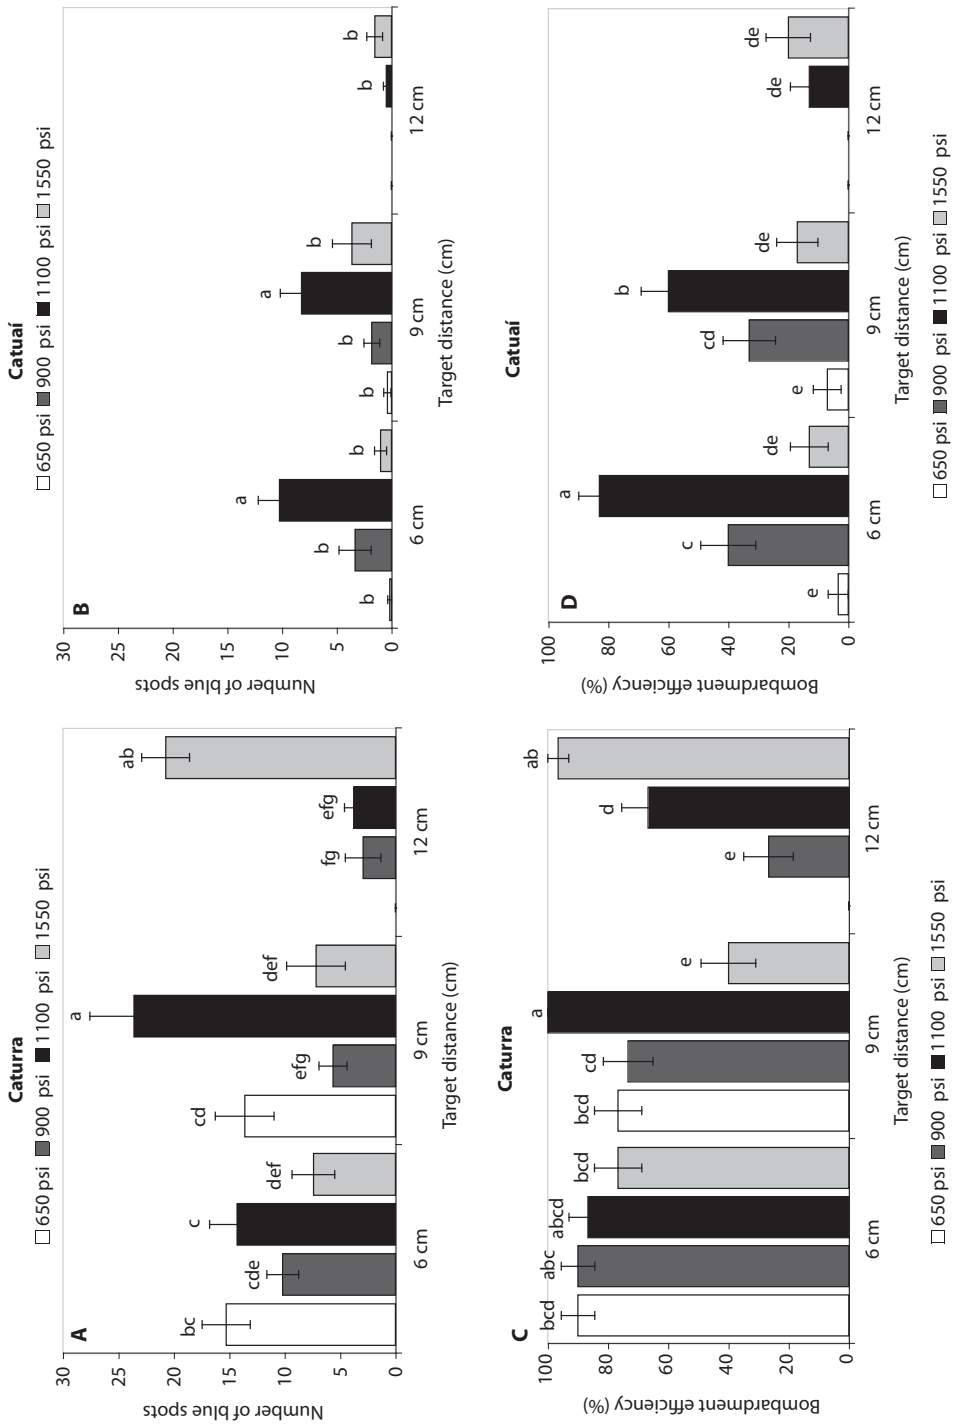 Caturra
650 psi 900 psi 1100 psi 1550 psi
A
Number of blue spots
30
25
20
15
10
5
0
bc
cde
c
def
cd
efg
a
def
fg
efg
ab
6 cm
9 cm
12 cm
Target distance (cm)
Catuaí
650 psi 900 psi 1100 psi 1550 psi
B
Number of blue spots
30
25
20
15
10
5
0
b
b
a
b
b
b
a
b
b
b
6 cm
9 cm
12 cm
Target distance (cm)
Caturra
C
Bombardment efficiency (%)
100
80
60
40
20
0
bcd
abc
abcd
bcd
bcd
cd
a
e
e
d
ab
6 cm
9 cm
12 cm
Target distance (cm)
650 psi 900 psi 1100 psi 1550 psi
Catuaí
D
Bombardment efficiency (%)
100
80
60
40
20
0
e
c
a
de
e
cd
b
de
de
de
6 cm
9 cm
12 cm
Target distance (cm)
650 psi 900 psi 1100 psi 1550 psi